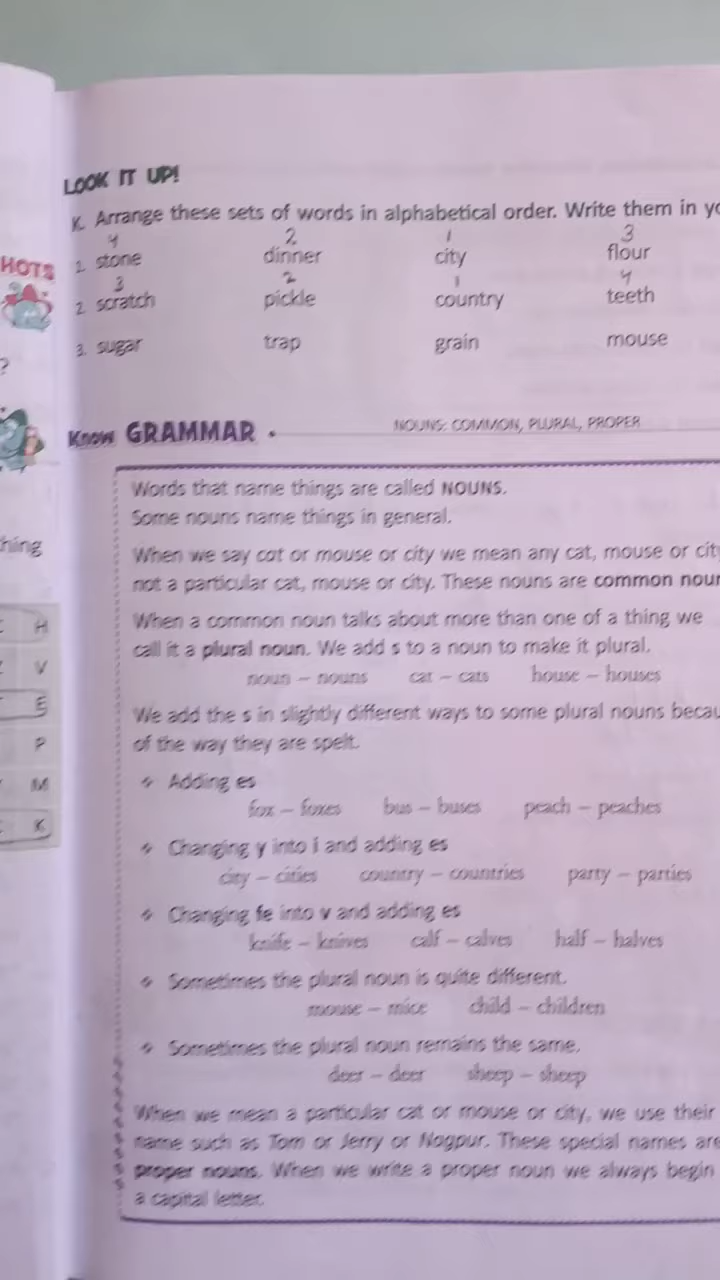 LOOK IT UP!
K. Arrange these sets of words in alphabetical order. Write them in
4 2 1 3
1. stone dinner city flour
3 2 1 4
2. scratch pickle country teeth
3. sugar trap grain mouse
HOTS
?
hing
H
V
S
P
M
K
Know GRAMMAR NOUNS: COMMON, PLURAL, PROPER
Words that name things are called NOUNS.
Some nouns name things in general.
When we say cat or mouse or city we mean any cat, mouse or city
not a particular cat, mouse or city. These nouns are common nour
When a common noun talks about more than one of a thing we
call it a plural noun. We add s to a noun to make it plural.
noun – nouns cat – cats house – houses
We add the s in slightly different ways to some plural nouns becau
of the way they are spelt.
Adding es
fox – foxes bus – buses peach – peaches
Changing y into i and adding es
city – cities country – countries party – parties
Changing fe into v and adding es
knife – knives calf – calves half – halves
Sometimes the plural noun is quite different.
mouse – mice child – children
Sometimes the plural noun remains the same.
deer – deer sheep – sheep
When we mean a particular cat or mouse or city, we use their
name such as Tom or Jerry or Nagpur. These special names are
proper nouns. When we write a proper noun we always begin
a capital letter.